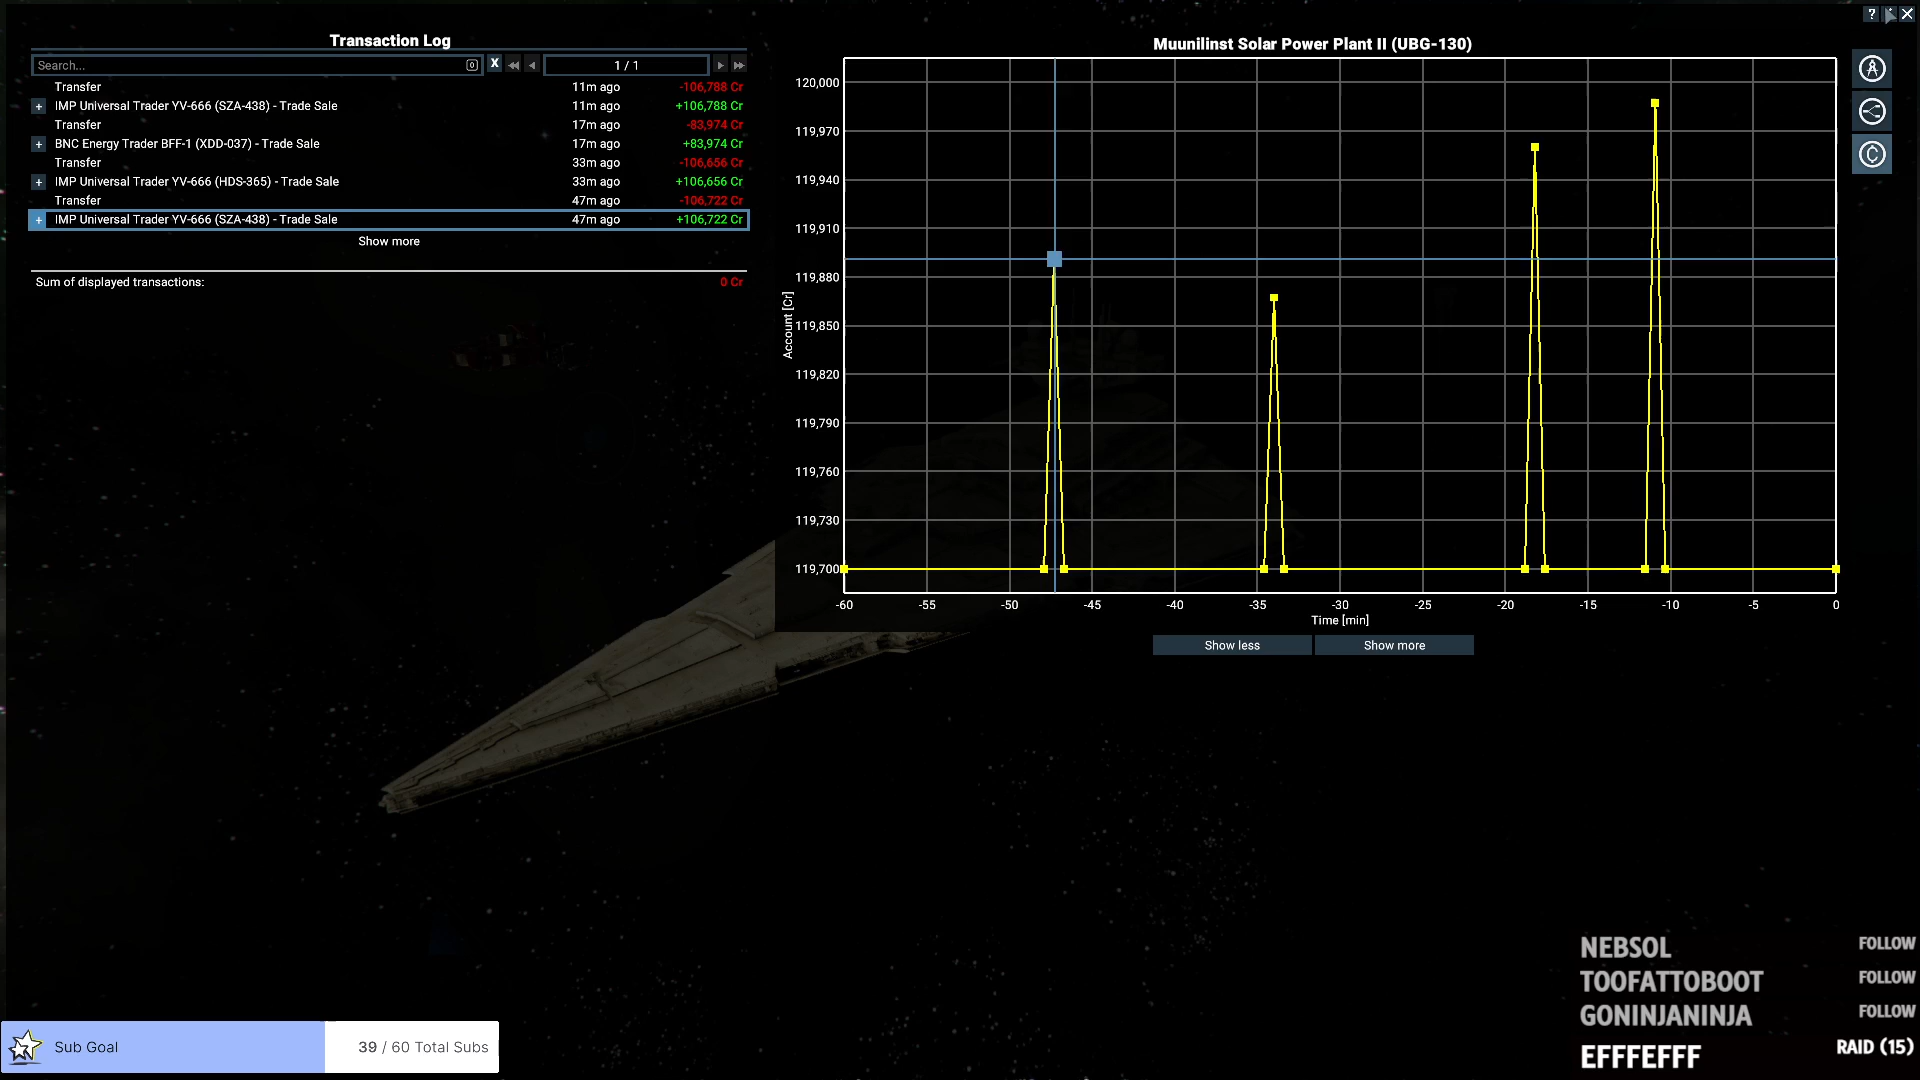 Transaction Log
Search... 0 X 1 / 1
Transfer 11m ago -106,788 Cr
+ IMP Universal Trader YV-666 (SZA-438) - Trade Sale 11m ago +106,788 Cr
Transfer 17m ago -83,974 Cr
+ BNC Energy Trader BFF-1 (XDD-037) - Trade Sale 17m ago +83,974 Cr
Transfer 33m ago -106,656 Cr
+ IMP Universal Trader YV-666 (HDS-365) - Trade Sale 33m ago +106,656 Cr
Transfer 47m ago -106,722 Cr
+ IMP Universal Trader YV-666 (SZA-438) - Trade Sale 47m ago +106,722 Cr
Show more
Sum of displayed transactions: 0 Cr
?
Muunilinst Solar Power Plant II (UBG-130)
120,000
119,970
119,940
119,910
119,880
119,850
119,820
119,790
119,760
119,730
119,700
Account [Cr]
-60 -55 -50 -45 -40 -35 -30 -25 -20 -15 -10 -5 0
Time [min]
Show less Show more
NEBSOL FOLLOW
TOOFATTOBOOT FOLLOW
GONINJANINJA FOLLOW
EFFFEFFF RAID (15)
Sub Goal 39 / 60 Total Subs